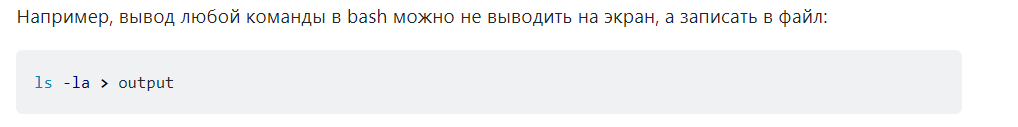 Например, вывод любой команды в bash можно не выводить на экран, а записать в файл:
ls -la > output